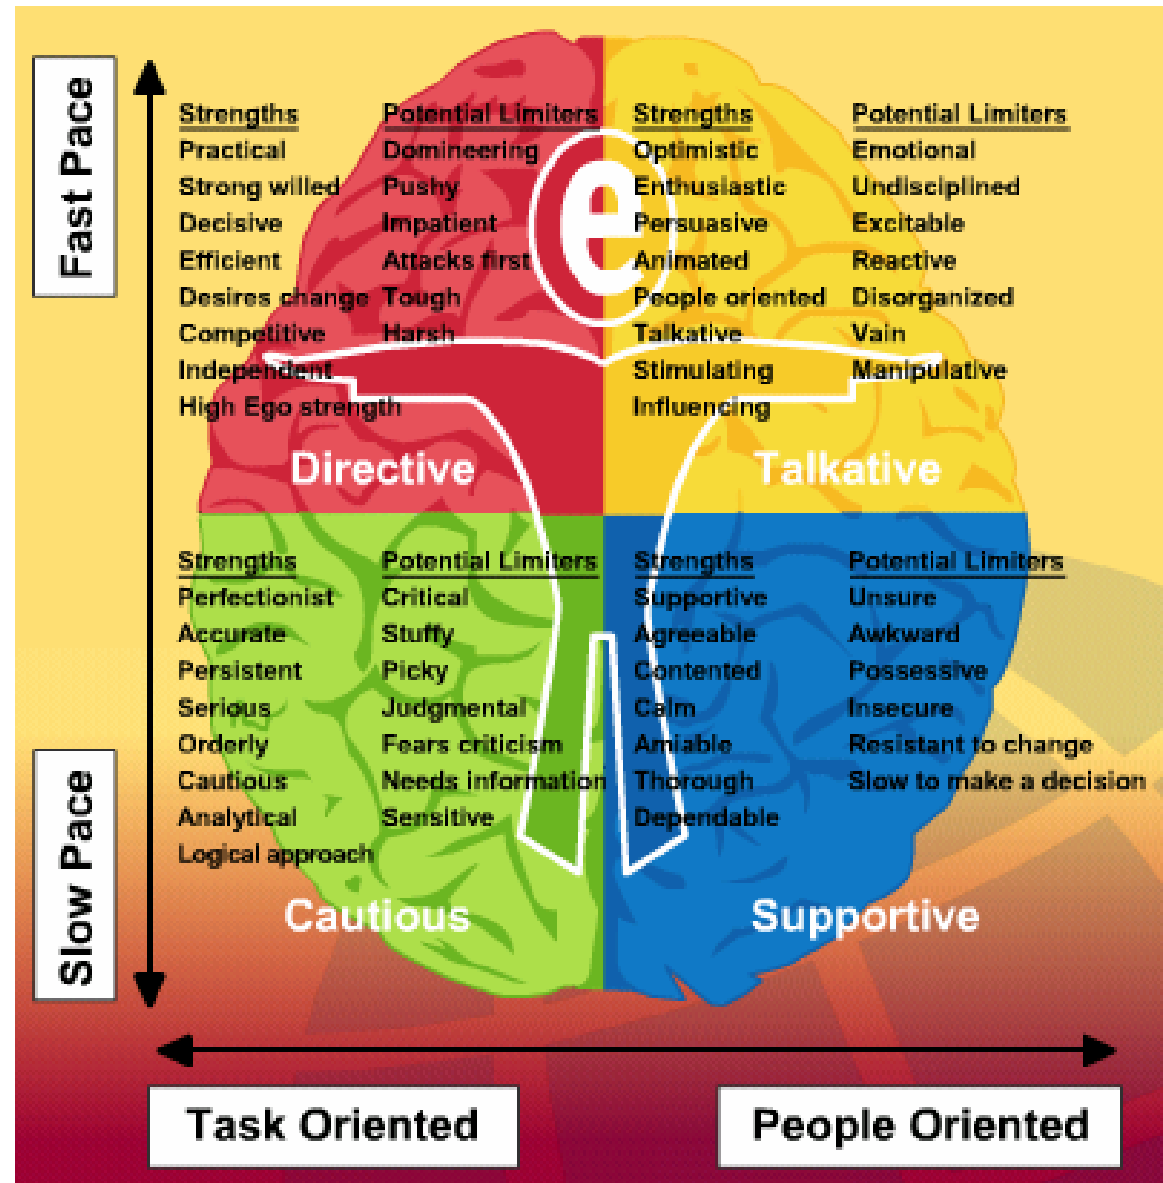 Fast Pace
Strengths
Practical
Strong willed
Decisive
Efficient
Desires change
Competitive
Independent
High Ego strength
Potential Limiters
Domineering
Pushy
Impatient
Attacks first
Tough
Harsh
Directive
e
Strengths
Optimistic
Enthusiastic
Persuasive
Animated
People oriented
Talkative
Stimulating
Influencing
Potential Limiters
Emotional
Undisciplined
Excitable
Reactive
Disorganized
Vain
Manipulative
Talkative
Slow Pace
Strengths
Perfectionist
Accurate
Persistent
Serious
Orderly
Cautious
Analytical
Logical approach
Potential Limiters
Critical
Stuffy
Picky
Judgmental
Fears criticism
Needs information
Sensitive
Cautious
Strengths
Supportive
Agreeable
Contented
Calm
Amiable
Thorough
Dependable
Potential Limiters
Unsure
Awkward
Possessive
Insecure
Resistant to change
Slow to make a decision
Supportive
Task Oriented
People Oriented